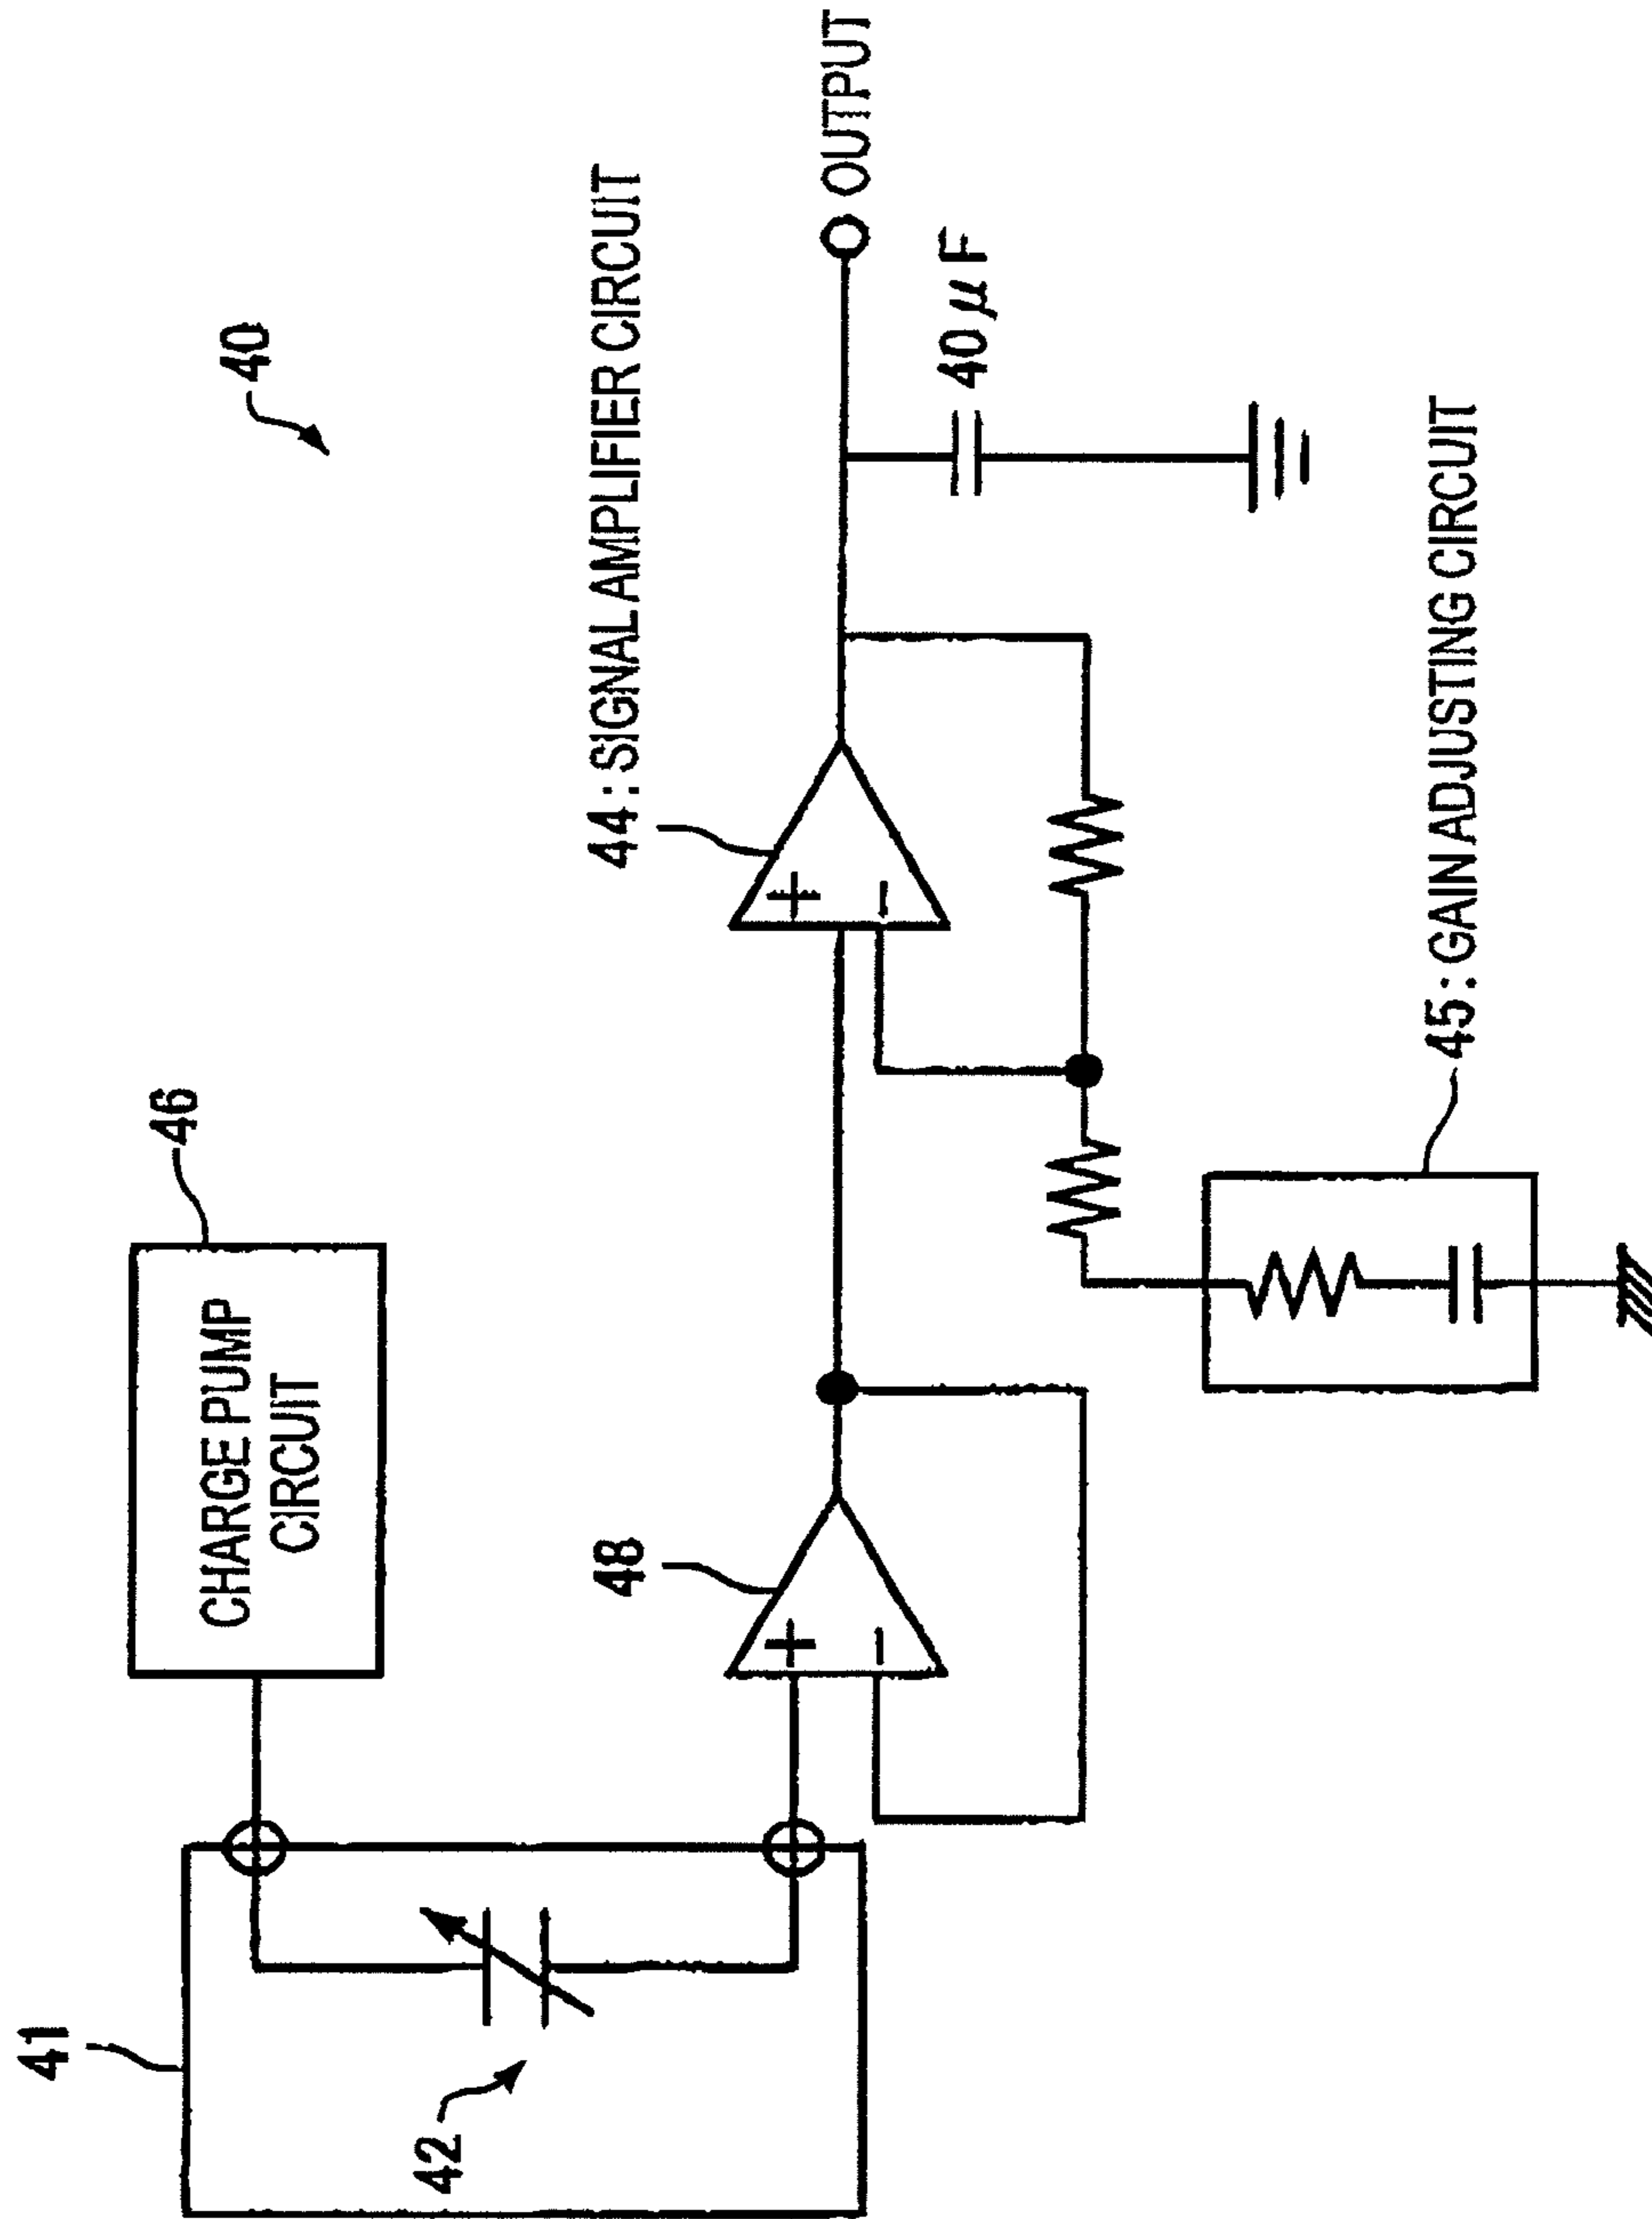 40
41
42
CHARGE PUMP
CIRCUIT
46
48
+
−
44 : SIGNAL AMPLIFIER CIRCUIT
+
−
OUTPUT
40 μ F
45 : GAIN ADJUSTING CIRCUIT